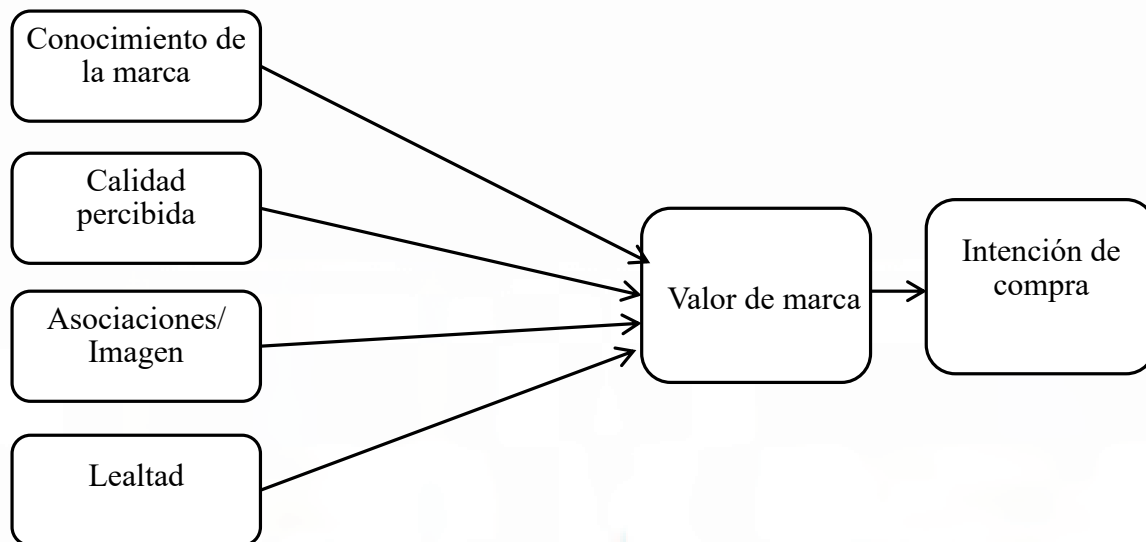 Conocimiento de
la marca
Calidad
percibida
Asociaciones/
Imagen
Lealtad
Valor de marca
Intención de
compra